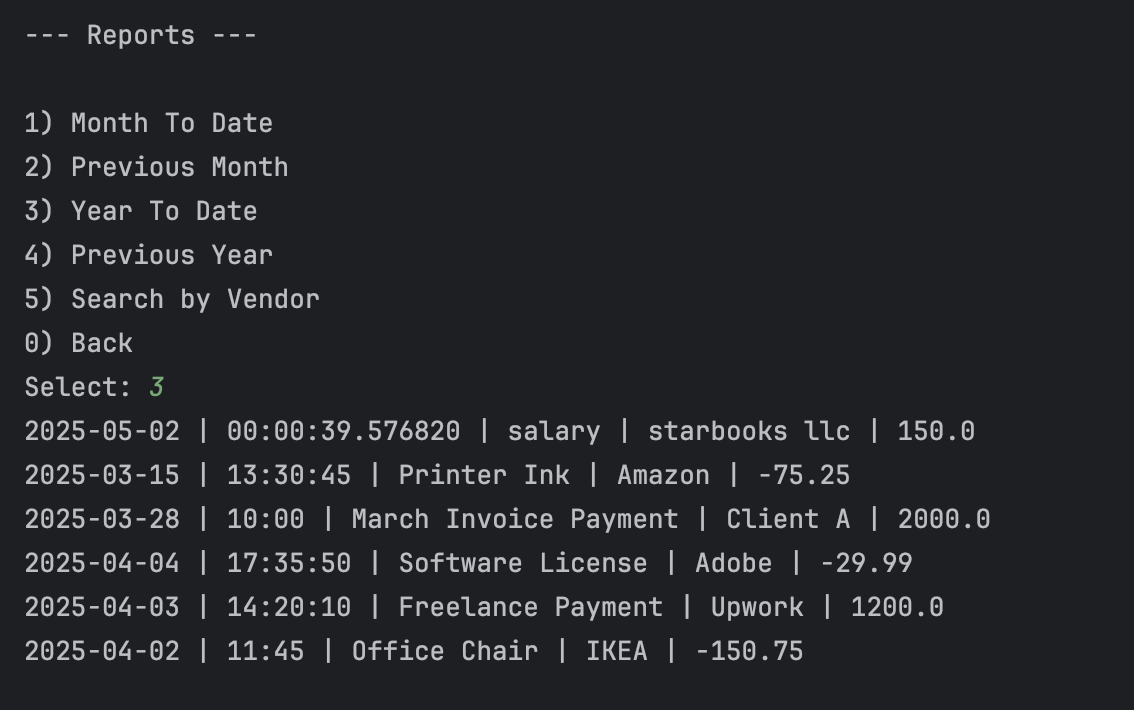 --- Reports ---
1) Month To Date
2) Previous Month
3) Year To Date
4) Previous Year
5) Search by Vendor
0) Back
Select: 3
2025-05-02 | 00:00:39.576820 | salary | starbooks llc | 150.0
2025-03-15 | 13:30:45 | Printer Ink | Amazon | -75.25
2025-03-28 | 10:00 | March Invoice Payment | Client A | 2000.0
2025-04-04 | 17:35:50 | Software License | Adobe | -29.99
2025-04-03 | 14:20:10 | Freelance Payment | Upwork | 1200.0
2025-04-02 | 11:45 | Office Chair | IKEA | -150.75